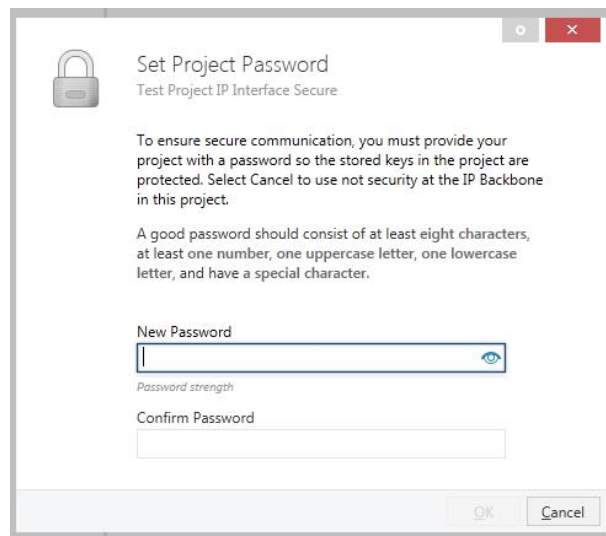 Set Project Password
Test Project IP Interface Secure
To ensure secure communication, you must provide your
project with a password so the stored keys in the project are
protected. Select Cancel to use not security at the IP Backbone
in this project.
A good password should consist of at least eight characters,
at least one number, one uppercase letter, one lowercase
letter, and have a special character.
New Password
Password strength
Confirm Password
OK Cancel